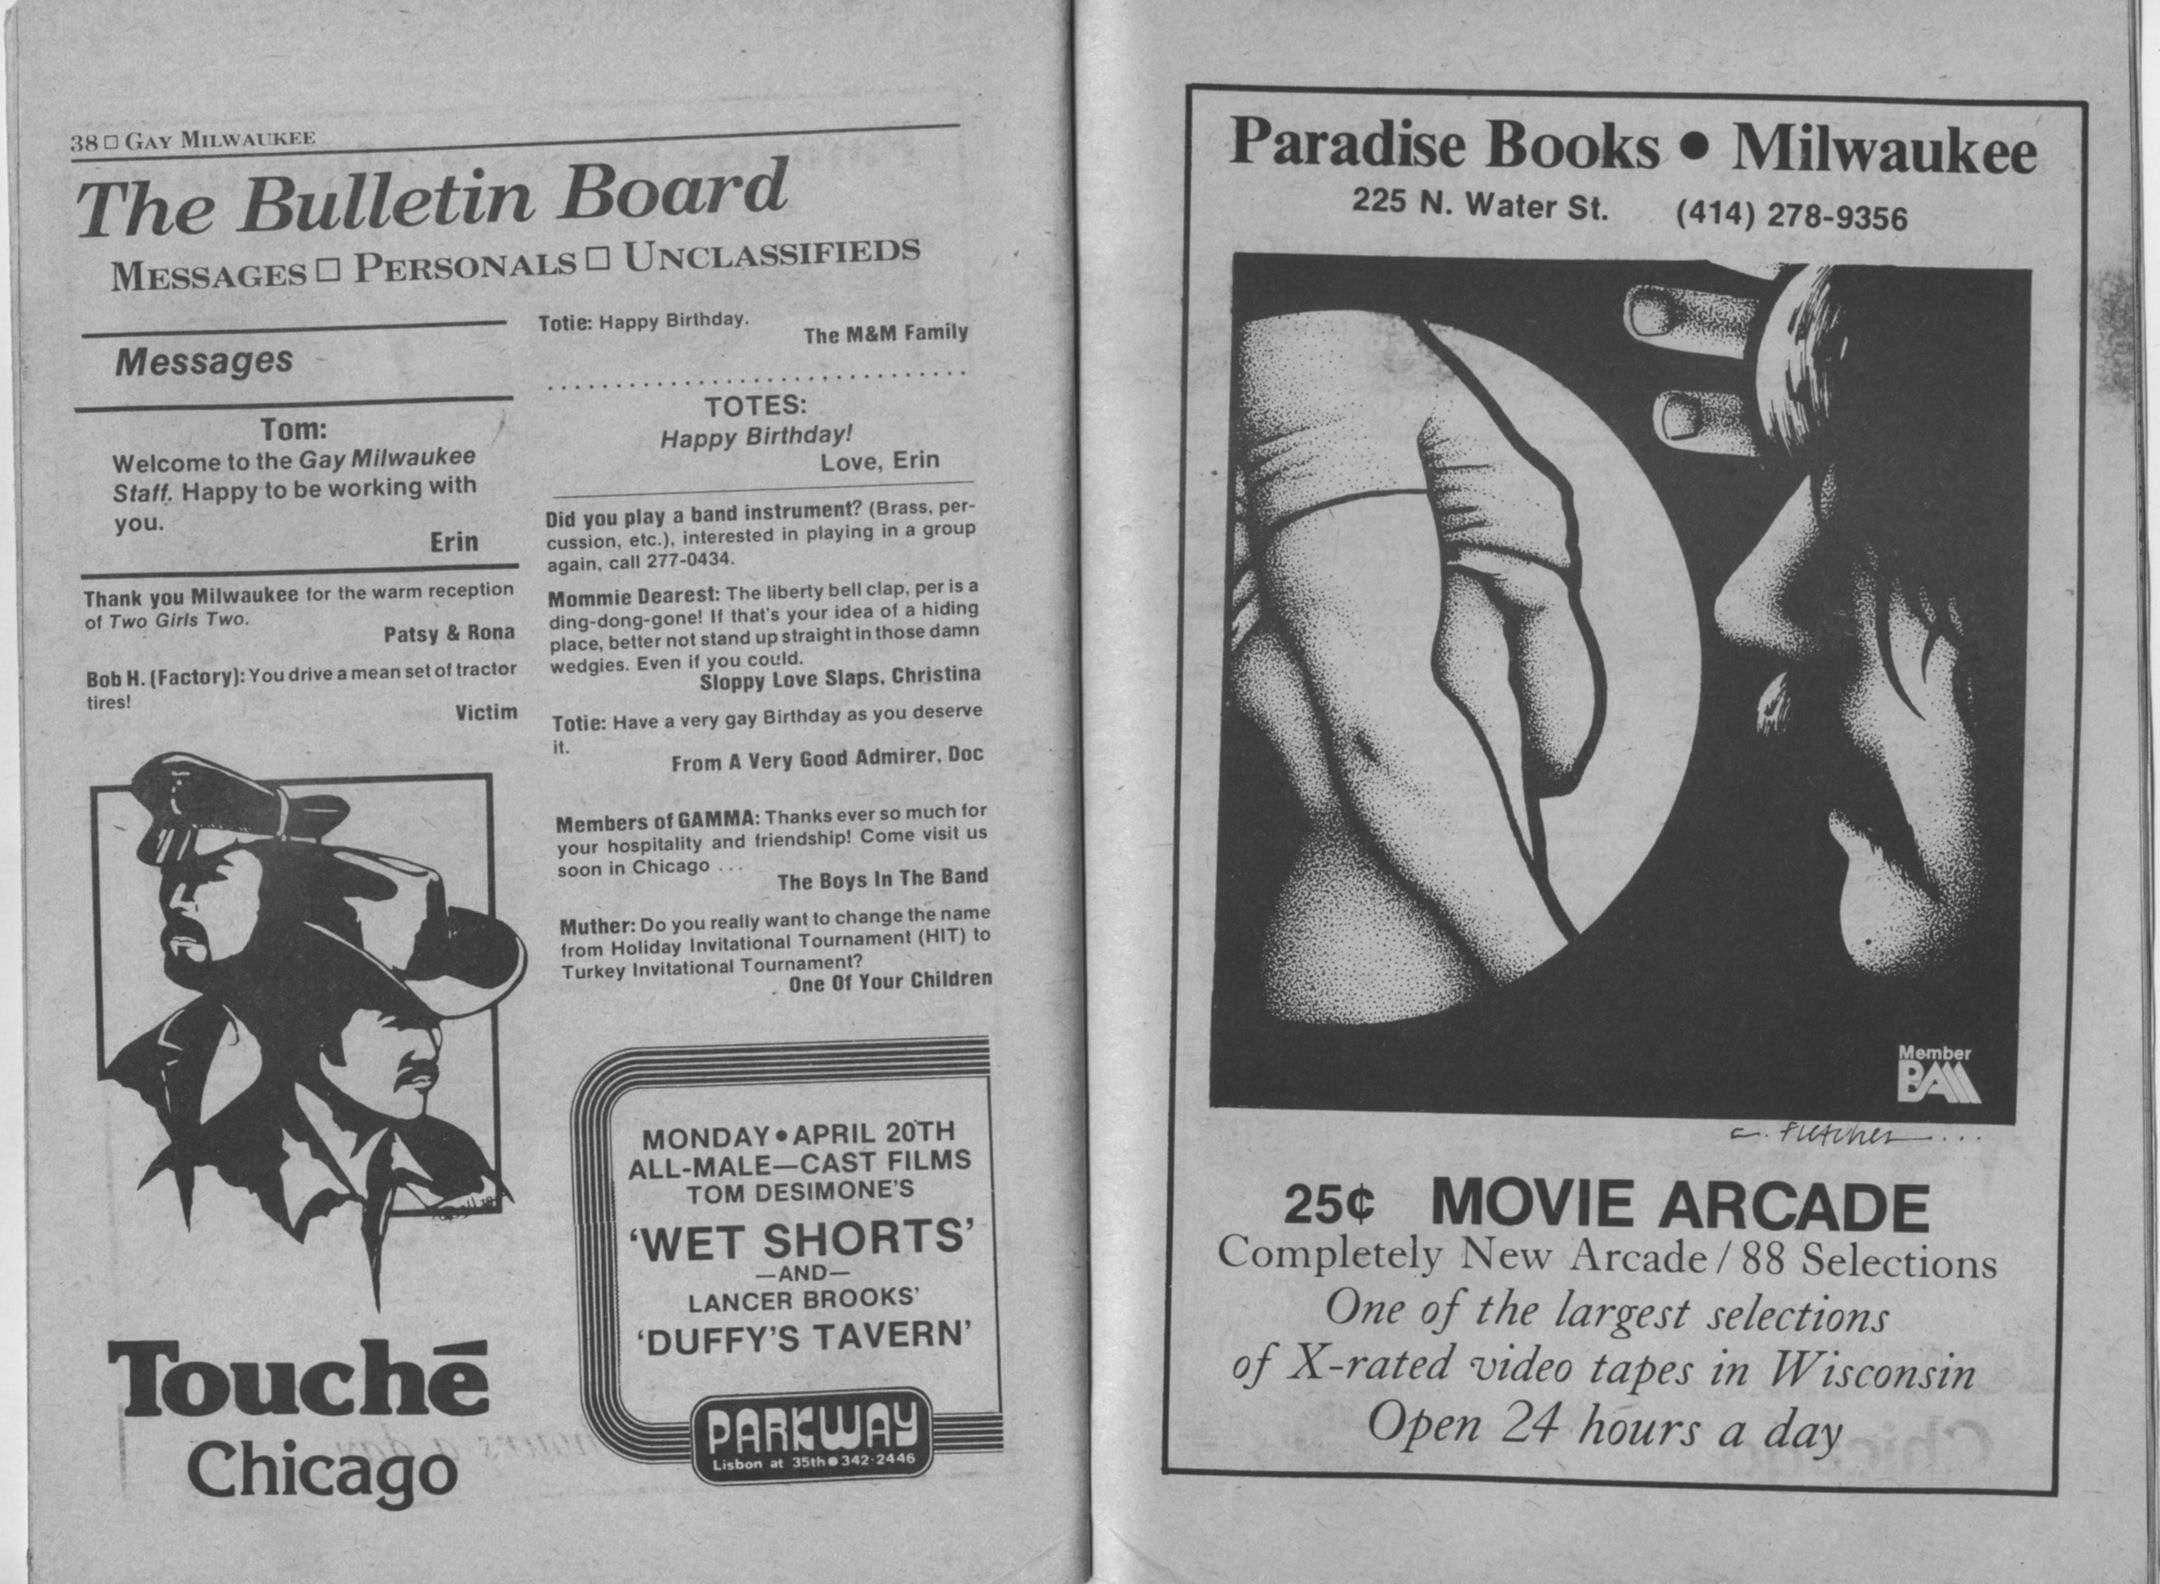 38 □ GAY MILWAUKEE
The Bulletin Board
MESSAGES □ PERSONALS □ UNCLASSIFIEDS
Messages
Tom:
Welcome to the Gay Milwaukee
Staff. Happy to be working with
you.
Erin
Thank you Milwaukee for the warm reception
of Two Girls Two.
Patsy & Rona
Bob H. (Factory): You drive a mean set of tractor
tires!
Victim
Touchē
Chicago
Totie: Happy Birthday.
The M&M Family
TOTES:
Happy Birthday!
Love, Erin
Did you play a band instrument? (Brass, per-
cussion, etc.), interested in playing in a group
again, call 277-0434.
Mommie Dearest: The liberty bell clap, per is a
ding-dong-gone! If that's your idea of a hiding
place, better not stand up straight in those damn
wedgies. Even if you could.
Sloppy Love Slaps, Christina
Totie: Have a very gay Birthday as you deserve
it.
From A Very Good Admirer, Doc
Members of GAMMA: Thanks ever so much for
your hospitality and friendship! Come visit us
soon in Chicago ...
The Boys In The Band
Muther: Do you really want to change the name
from Holiday Invitational Tournament (HIT) to
Turkey Invitational Tournament?
One Of Your Children
MONDAY • APRIL 20TH
ALL-MALE—CAST FILMS
TOM DESIMONE'S
'WET SHORTS'
—AND—
LANCER BROOKS'
'DUFFY'S TAVERN'
PARKWAY
Lisbon at 35th • 342-2446
Paradise Books • Milwaukee
225 N. Water St. (414) 278-9356
Member
BAM
C. Fletcher....
25¢ MOVIE ARCADE
Completely New Arcade / 88 Selections
One of the largest selections
of X-rated video tapes in Wisconsin
Open 24 hours a day